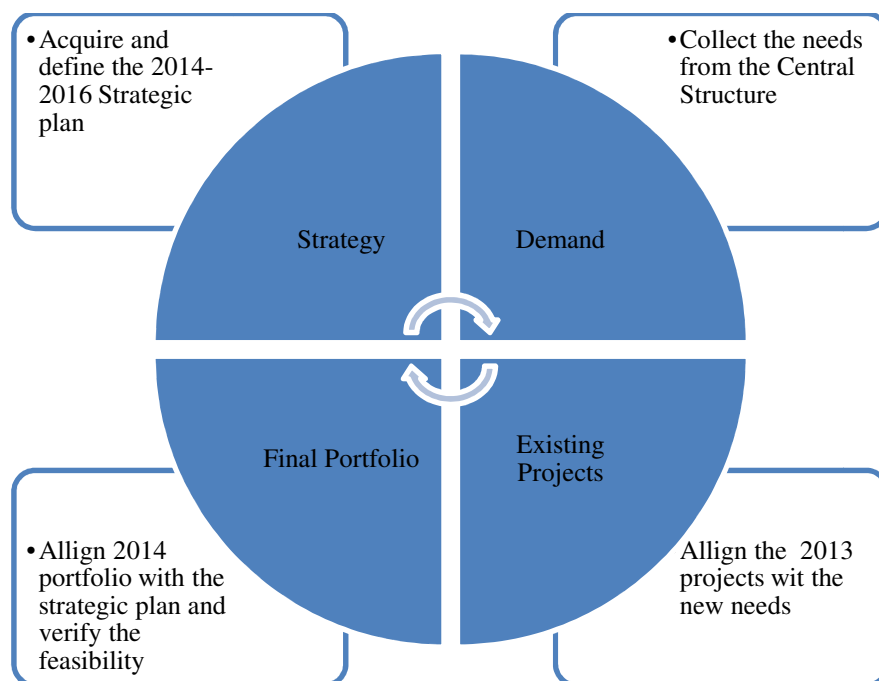 •Acquire and
define the 2014-
2016 Strategic
plan
•Collect the needs
from the Central
Structure
Strategy
Demand
Final Portfolio
Existing
Projects
•Allign 2014
portfolio with the
strategic plan and
verify the
feasibility
Allign the 2013
projects wit the
new needs